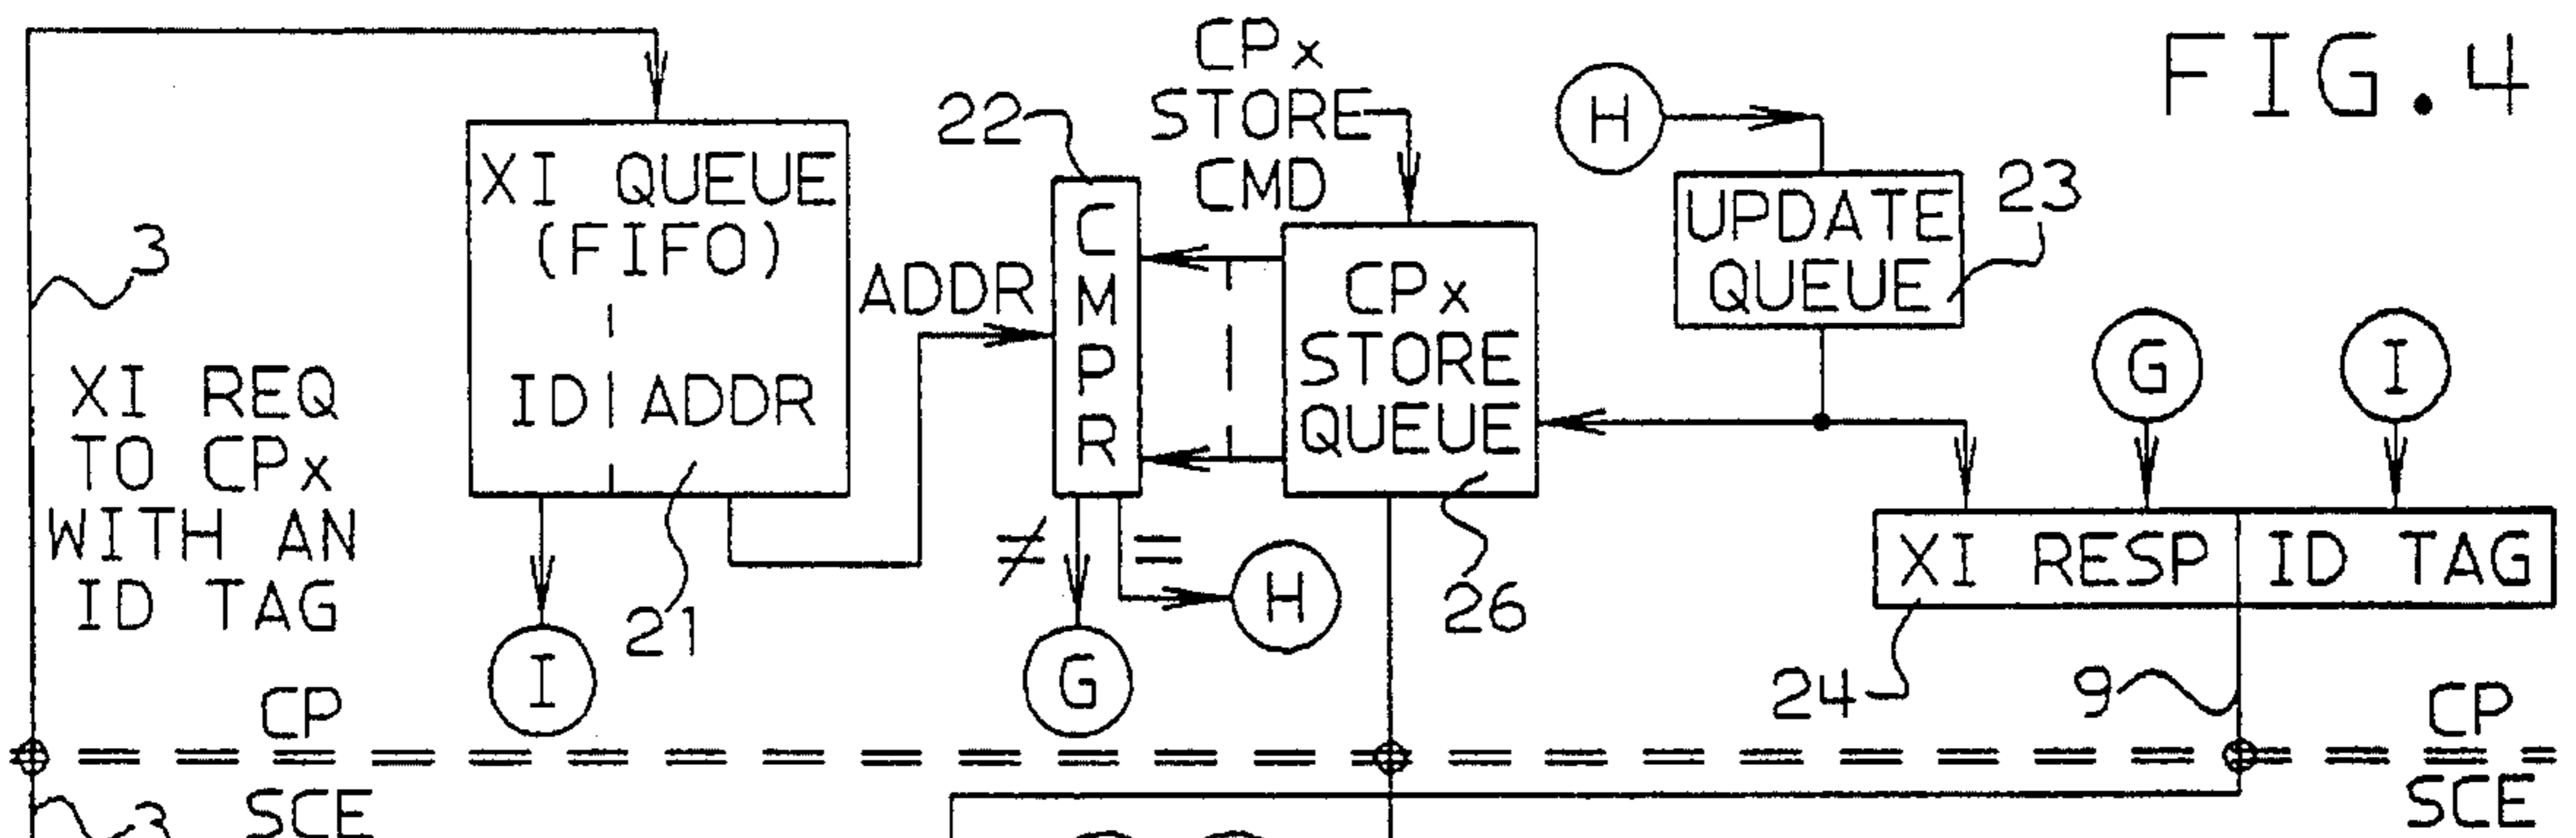 FIG.4
CPx
STORE
CMD
22
H
XI QUEUE
(FIFO)
ID ADDR
21
3
ADDR
C
M
P
R
CPx
STORE
QUEUE
26
UPDATE
QUEUE
23
G
I
XI REQ
TO CPx
WITH AN
ID TAG
≠
=
H
I
G
XI RESP
ID TAG
24
9
CP
CP
SCE
SCE
3